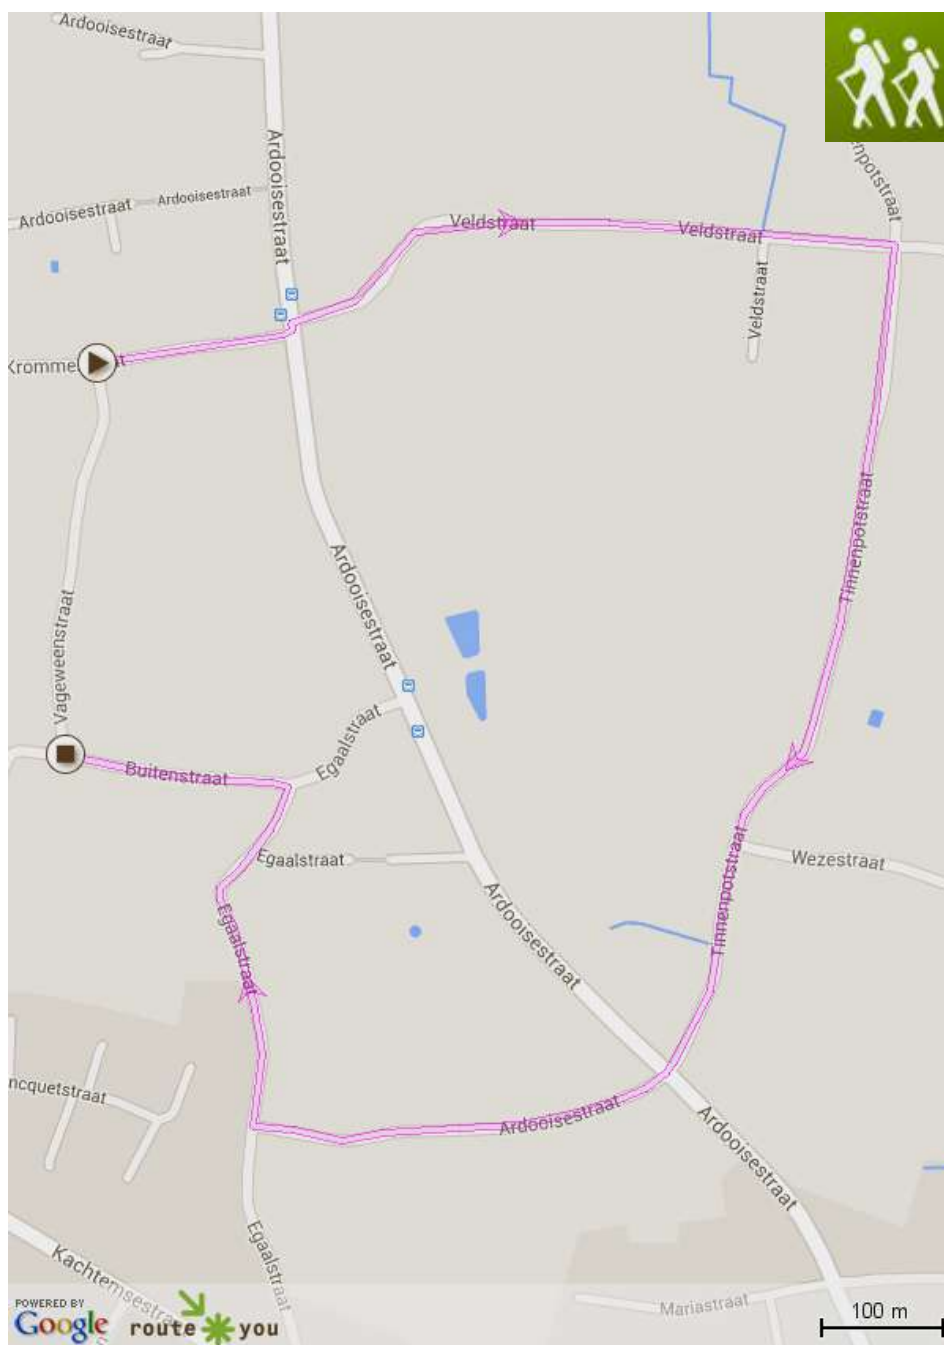 Ardooisestraat
Ardooisestraat
Ardooisestraat
Ardooisestraat
Veldstraat
Veldstraat
Veldstraat
Kromme
Tinnenpotstraat
Ardooisestraat
Vageweenstraat
Egaalstraat
Buitenstraat
Egaalstraat
Wezestraat
Tinnenpotstraat
Ardooisestraat
Egaalstraat
ncquetstraat
Ardooisestraat
Ardooisestraat
Egaalstraat
Mariastraat
100 m
POWERED BY
Google
route you